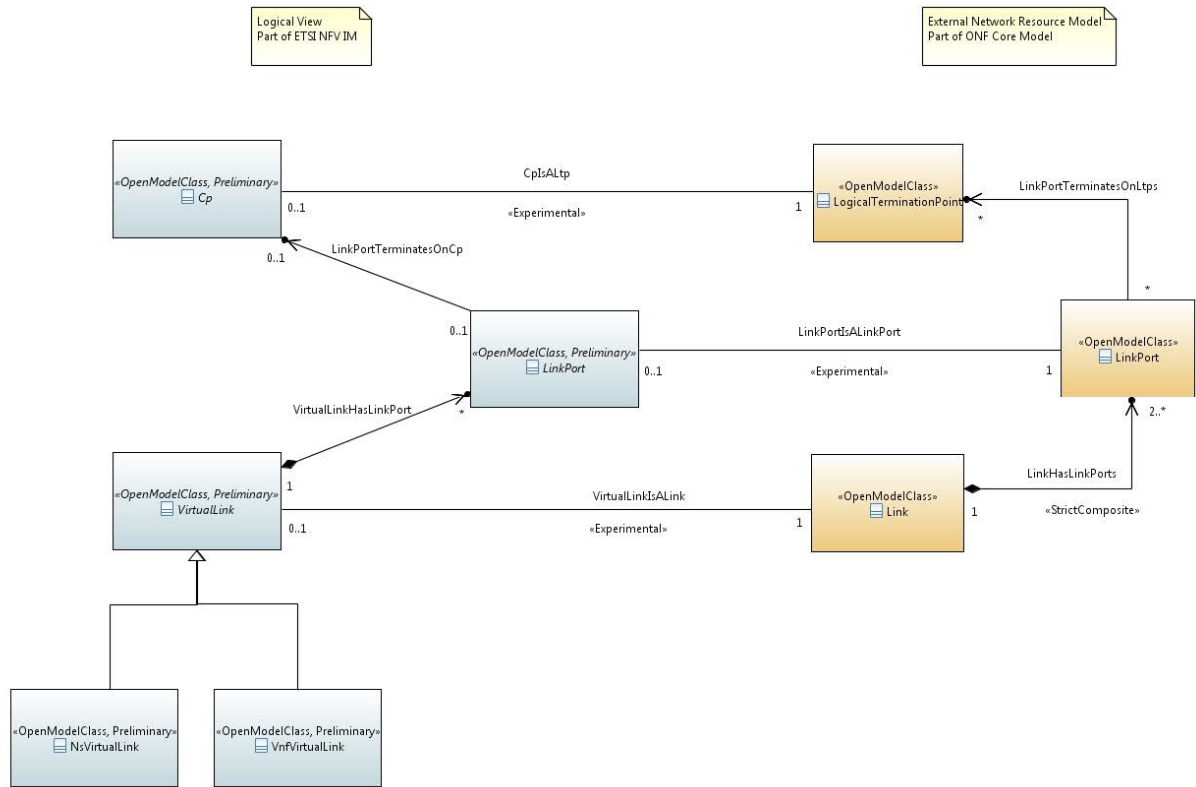 Logical View
Part of ETSI NFV IM
External Network Resource Model
Part of ONF Core Model
«OpenModelClass, Preliminary»
Cp
CpIsALtp
0..1
1
«Experimental»
«OpenModelClass»
LogicalTerminationPoint
LinkPortTerminatesOnLtps
*
*
LinkPortTerminatesOnCp
0..1
0..1
«OpenModelClass, Preliminary»
LinkPort
LinkPortIsALinkPort
0..1
1
«Experimental»
«OpenModelClass»
LinkPort
2..*
VirtualLinkHasLinkPort
*
1
«OpenModelClass, Preliminary»
VirtualLink
VirtualLinkIsALink
0..1
1
«Experimental»
«OpenModelClass»
Link
LinkHasLinkPorts
1
«StrictComposite»
«OpenModelClass, Preliminary»
NsVirtualLink
«OpenModelClass, Preliminary»
VnfVirtualLink